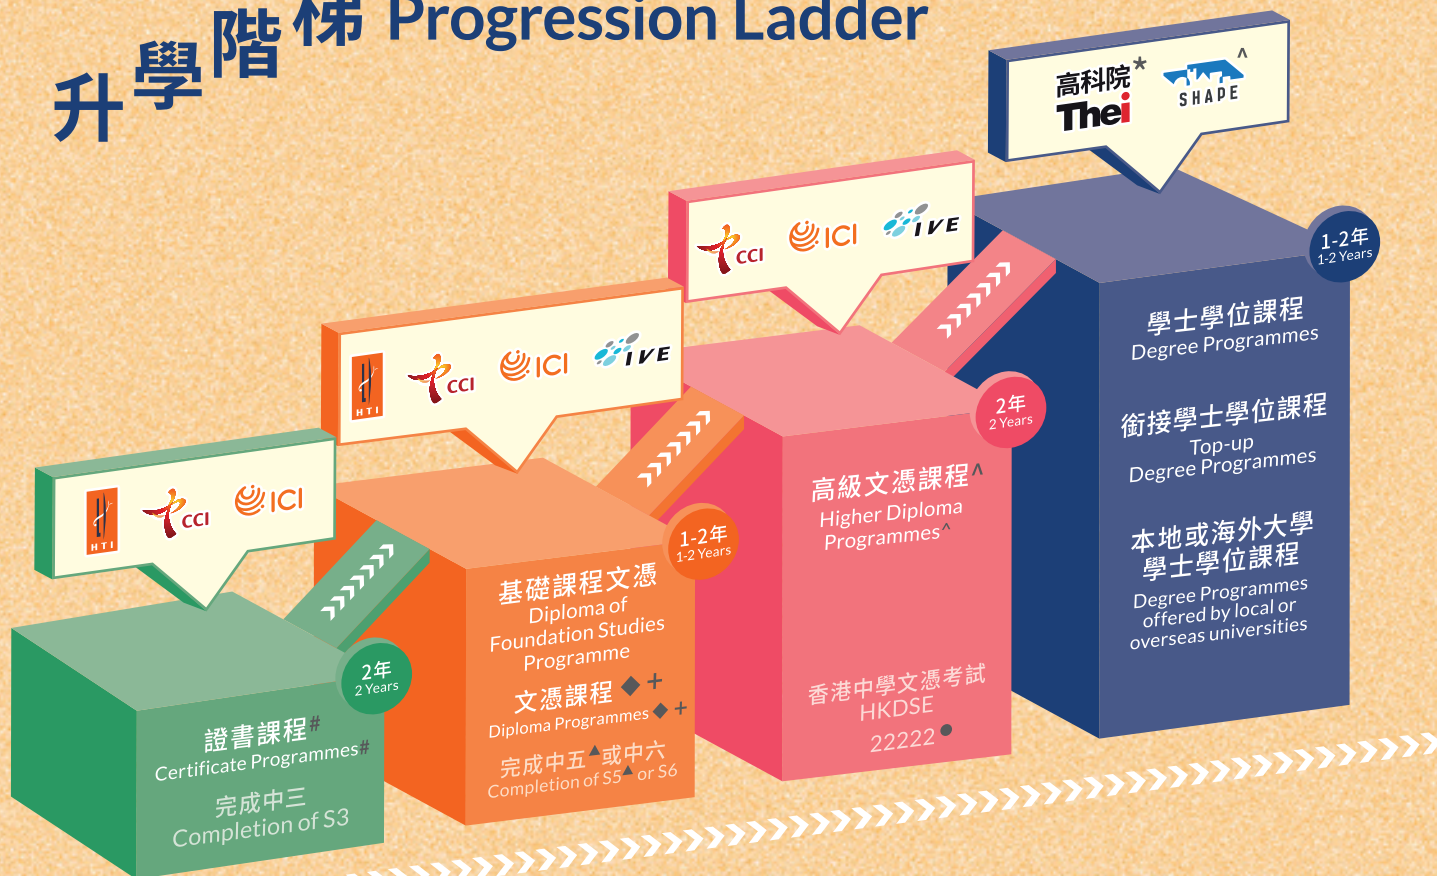 升學階梯 Progression Ladder
HTI
CCI
ICI
2年
2 Years
證書課程#
Certificate Programmes#
完成中三
Completion of S3
HTI
CCI
ICI
IVE
1-2年
1-2 Years
基礎課程文憑
Diploma of
Foundation Studies
Programme
文憑課程 ◆ +
Diploma Programmes ◆ +
完成中五▲或中六
Completion of S5▲ or S6
CCI
ICI
IVE
2年
2 Years
高級文憑課程^
Higher Diploma
Programmes^
香港中學文憑考試
HKDSE
22222 ●
高科院*
Thei
SHAPE^
1-2年
1-2 Years
學士學位課程
Degree Programmes
銜接學士學位課程
Top-up
Degree Programmes
本地或海外大學
學士學位課程
Degree Programmes
offered by local or
overseas universities